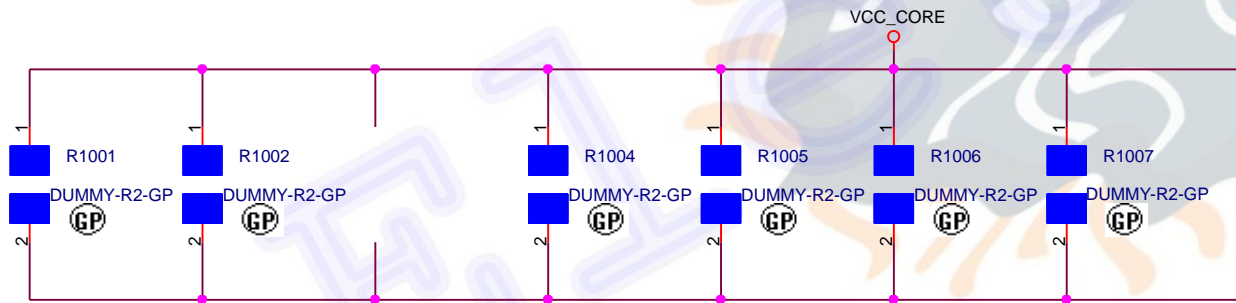 VCC_CORE
1 1 1 1 1 1
R1001 R1002 R1004 R1005 R1006 R1007
DUMMY-R2-GP DUMMY-R2-GP DUMMY-R2-GP DUMMY-R2-GP DUMMY-R2-GP DUMMY-R2-GP
GP GP GP GP GP GP
2 2 2 2 2 2